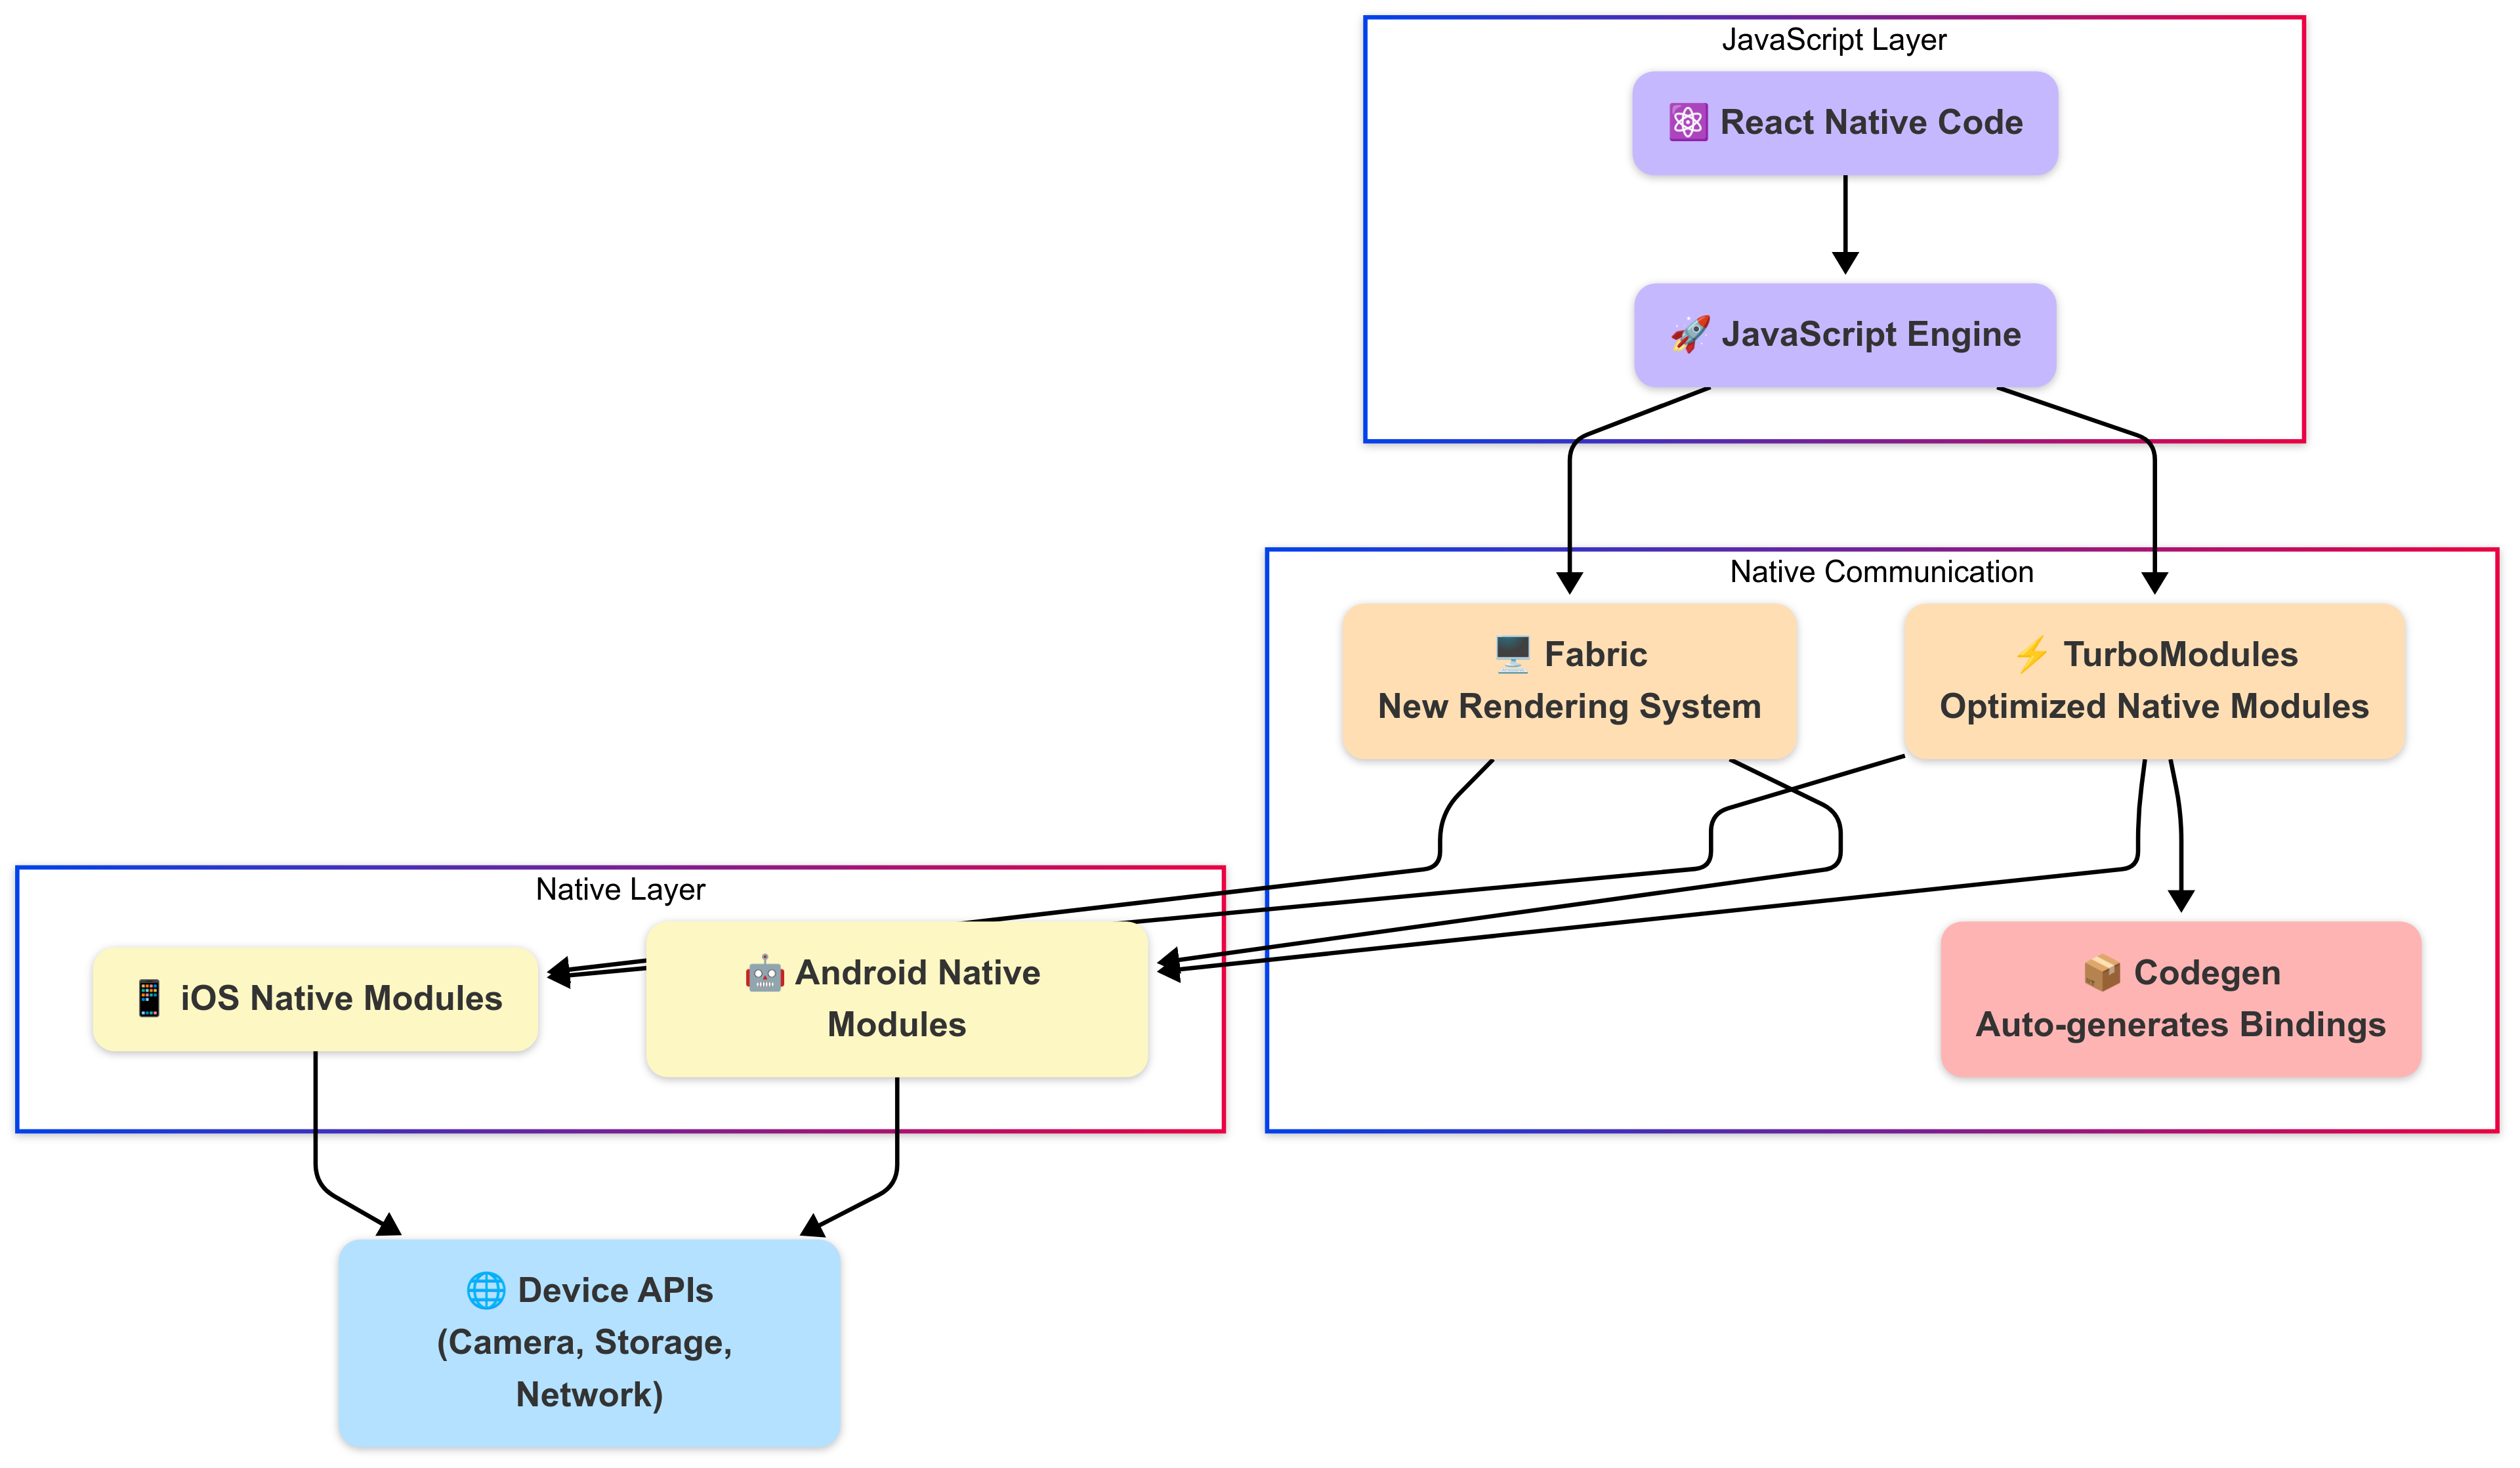 JavaScript Layer
⚛️ React Native Code
🚀 JavaScript Engine
Native Communication
🖥️ Fabric
New Rendering System
⚡ TurboModules
Optimized Native Modules
Native Layer
📱 iOS Native Modules
🤖 Android Native
Modules
📦 Codegen
Auto-generates Bindings
🌐 Device APIs
(Camera, Storage,
Network)